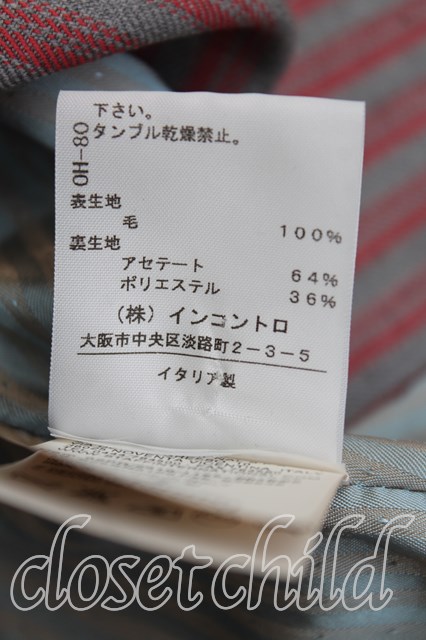 下さい。
タンブル乾燥禁止。
OH-80
表生地
毛 100%
裏生地
アセテート 64%
ポリエステル 36%
(株)インコントロ
大阪市中央区淡路町2-3-5
イタリア製
closet child